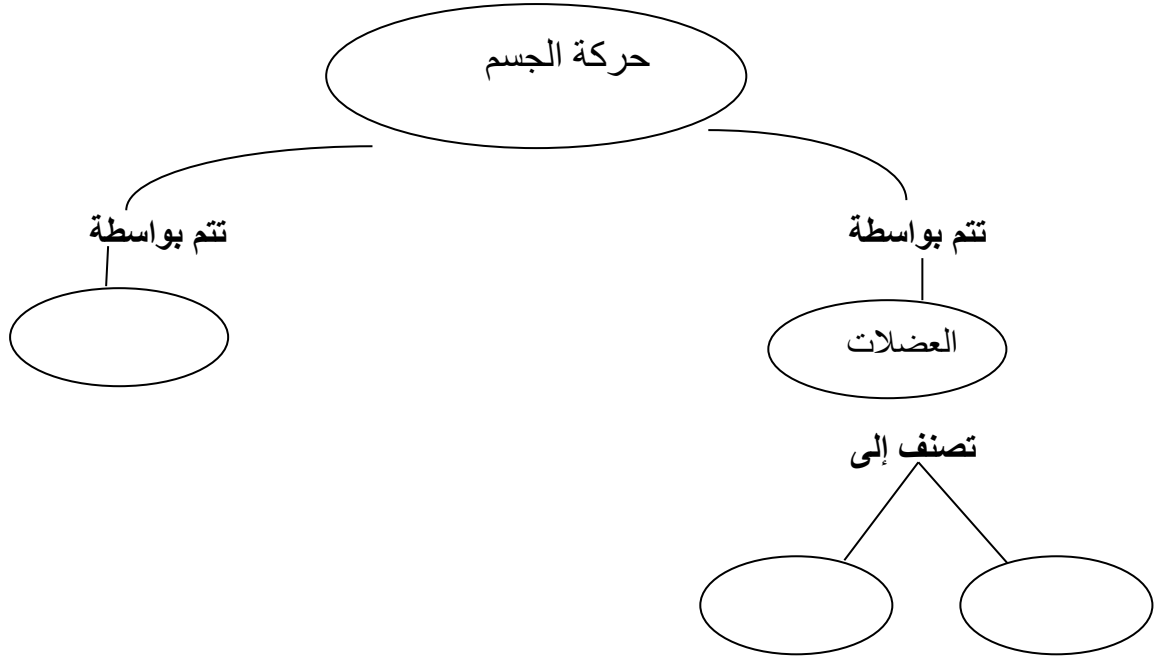 حركة الجسم
تتم بواسطة
تتم بواسطة
العضلات
تصنف إلى